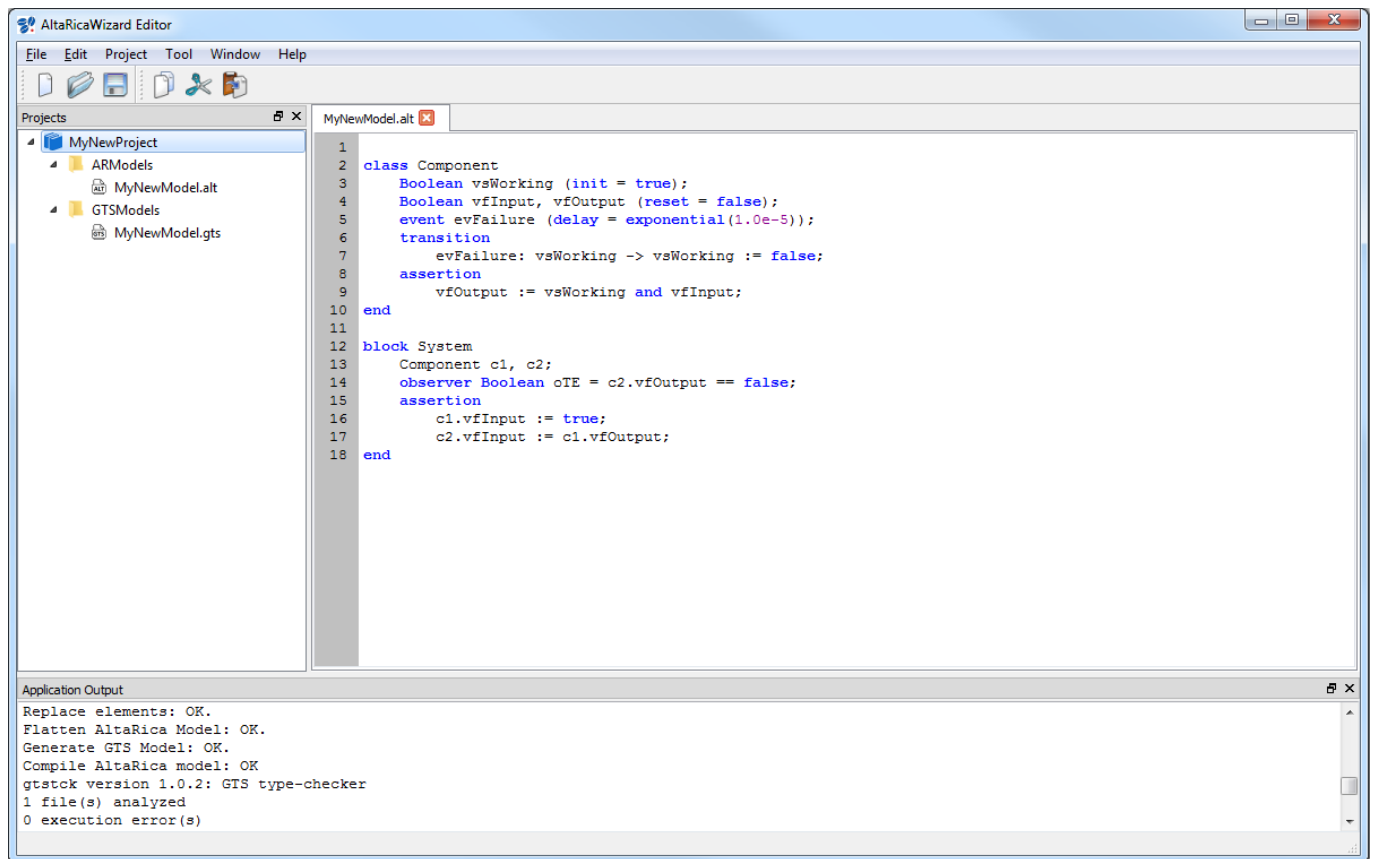 AltaRicaWizard Editor
File Edit Project Tool Window Help
Projects
MyNewProject
ARModels
MyNewModel.alt
GTSModels
MyNewModel.gts
MyNewModel.alt
1
2 class Component
3     Boolean vsWorking (init = true);
4     Boolean vfInput, vfOutput (reset = false);
5     event evFailure (delay = exponential(1.0e-5));
6     transition
7         evFailure: vsWorking -> vsWorking := false;
8     assertion
9         vfOutput := vsWorking and vfInput;
10 end
11
12 block System
13     Component c1, c2;
14     observer Boolean oTE = c2.vfOutput == false;
15     assertion
16         c1.vfInput := true;
17         c2.vfInput := c1.vfOutput;
18 end
Application Output
Replace elements: OK.
Flatten AltaRica Model: OK.
Generate GTS Model: OK.
Compile AltaRica model: OK
gtstck version 1.0.2: GTS type-checker
1 file(s) analyzed
0 execution error(s)